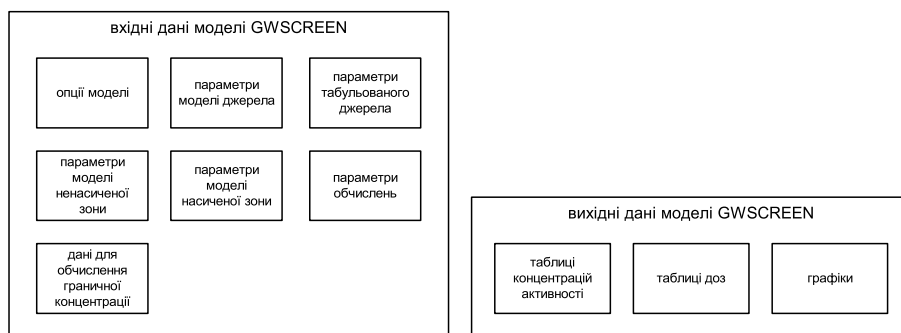 вхідні дані моделі GWSCREEN
опції моделі
параметри
моделі джерела
параметри
табульованого
джерела
параметри
моделі
ненасиченої
зони
параметри
моделі
насиченої зони
параметри
обчислень
дані для
обчислення
граничної
концентрації
вихідні дані моделі GWSCREEN
таблиці
концентрацій
активності
таблиці доз
графіки